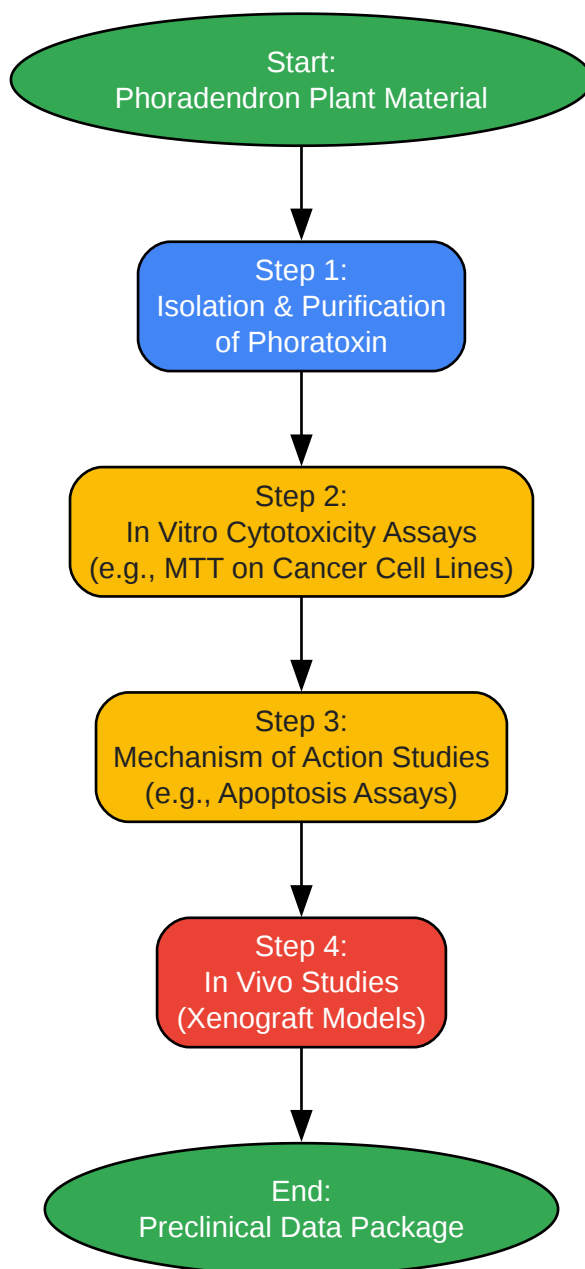 Start:
Phoradendron Plant Material
Step 1:
Isolation & Purification
of Phoratoxin
Step 2:
In Vitro Cytotoxicity Assays
(e.g., MTT on Cancer Cell Lines)
Step 3:
Mechanism of Action Studies
(e.g., Apoptosis Assays)
Step 4:
In Vivo Studies
(Xenograft Models)
End:
Preclinical Data Package